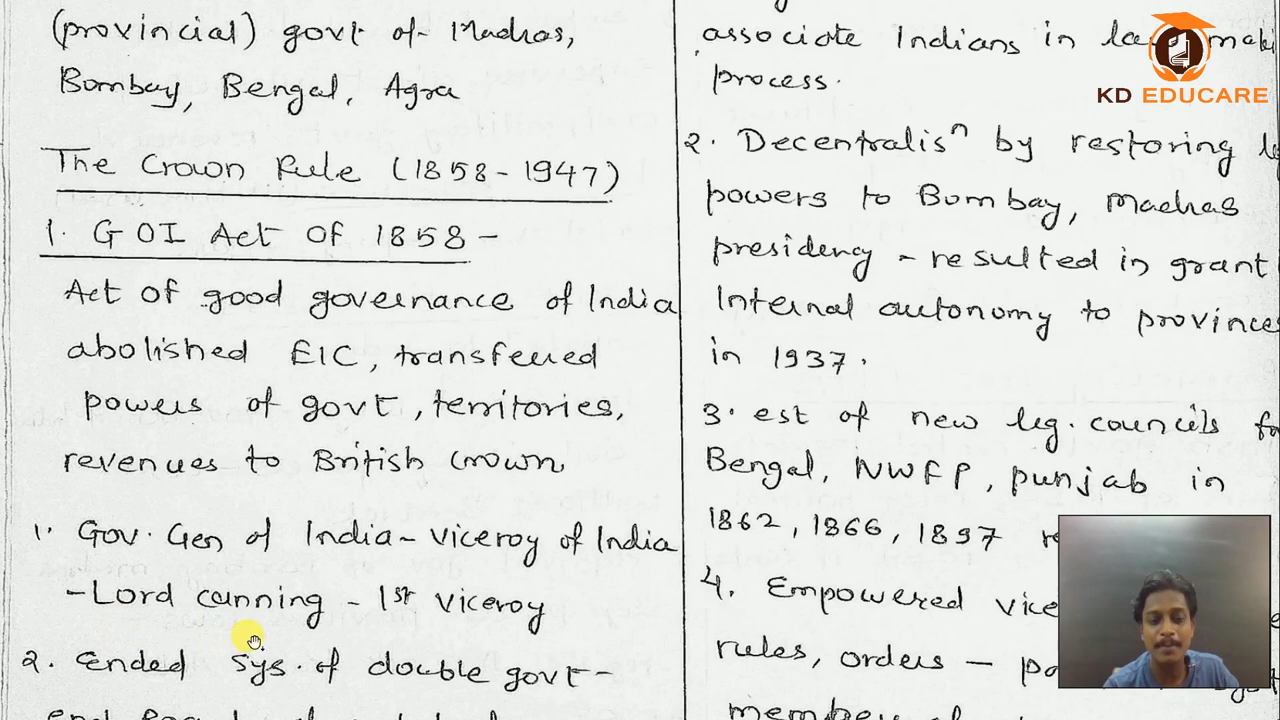 (provincial) govt of Madras,
Bombay, Bengal, Agra
The Crown Rule (1858-1947)
1. GOI Act Of 1858 -
Act Of good governance of India
abolished EIC, transferred
powers of govt, territories,
revenues to British crown
1. Gov. Gen of India - viceroy of India
- Lord canning - 1st viceroy
2. Ended sys. of double govt -
associate Indians in law
process.
2. Decentralisn by restoring
powers to Bombay, Madras
presidency - resulted in grant
Internal autonomy to province
in 1937.
3. est of new leg. councils
Bengal, NWFP, punjab in
1862, 1866, 1897
4. Empowered
rules, orders -
KD EDUCARE